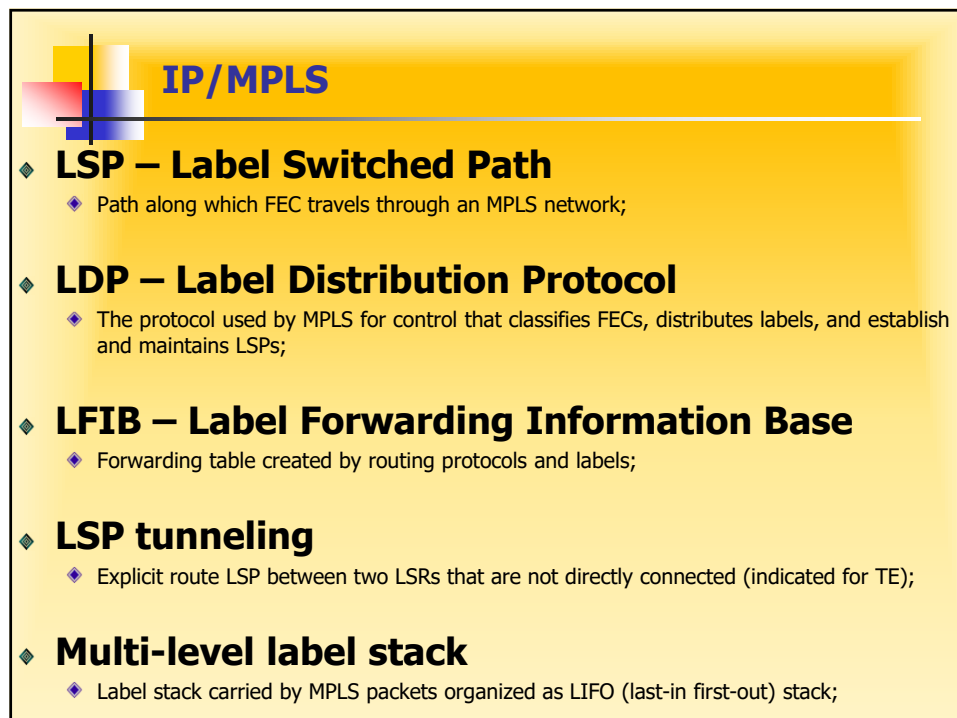 IP/MPLS
LSP – Label Switched Path
Path along which FEC travels through an MPLS network;
LDP – Label Distribution Protocol
The protocol used by MPLS for control that classifies FECs, distributes labels, and establish
and maintains LSPs;
LFIB – Label Forwarding Information Base
Forwarding table created by routing protocols and labels;
LSP tunneling
Explicit route LSP between two LSRs that are not directly connected (indicated for TE);
Multi-level label stack
Label stack carried by MPLS packets organized as LIFO (last-in first-out) stack;